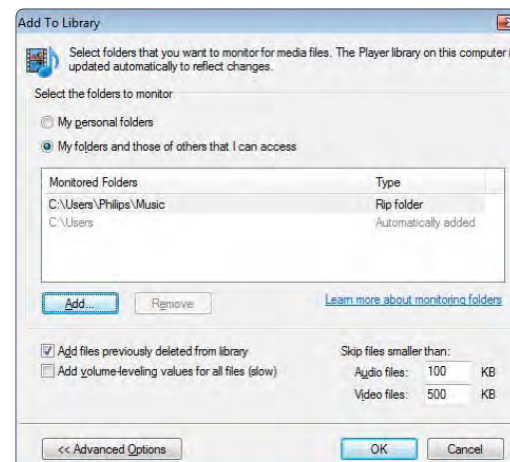 Add To Library
Select folders that you want to monitor for media files. The Player library on this computer
updated automatically to reflect changes.
Select the folders to monitor
My personal folders
My folders and those of others that I can access
Monitored Folders Type
C:\Users\Philips\Music Rip folder
C:\Users Automatically added
Add... Remove Learn more about monitoring folders
Add files previously deleted from library Skip files smaller than:
Add volume-leveling values for all files (slow) Audio files: 100 KB
Video files: 500 KB
<< Advanced Options OK Cancel